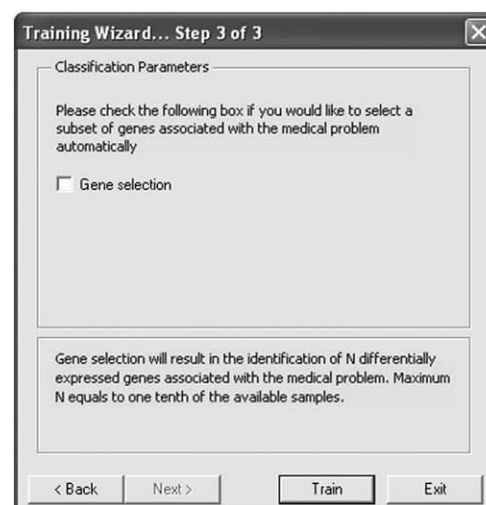 Training Wizard... Step 3 of 3
Classification Parameters
Please check the following box if you would like to select a
subset of genes associated with the medical problem
automatically
Gene selection
Gene selection will result in the identification of N differentially
expressed genes associated with the medical problem. Maximum
N equals to one tenth of the available samples.
< Back
Next >
Train
Exit